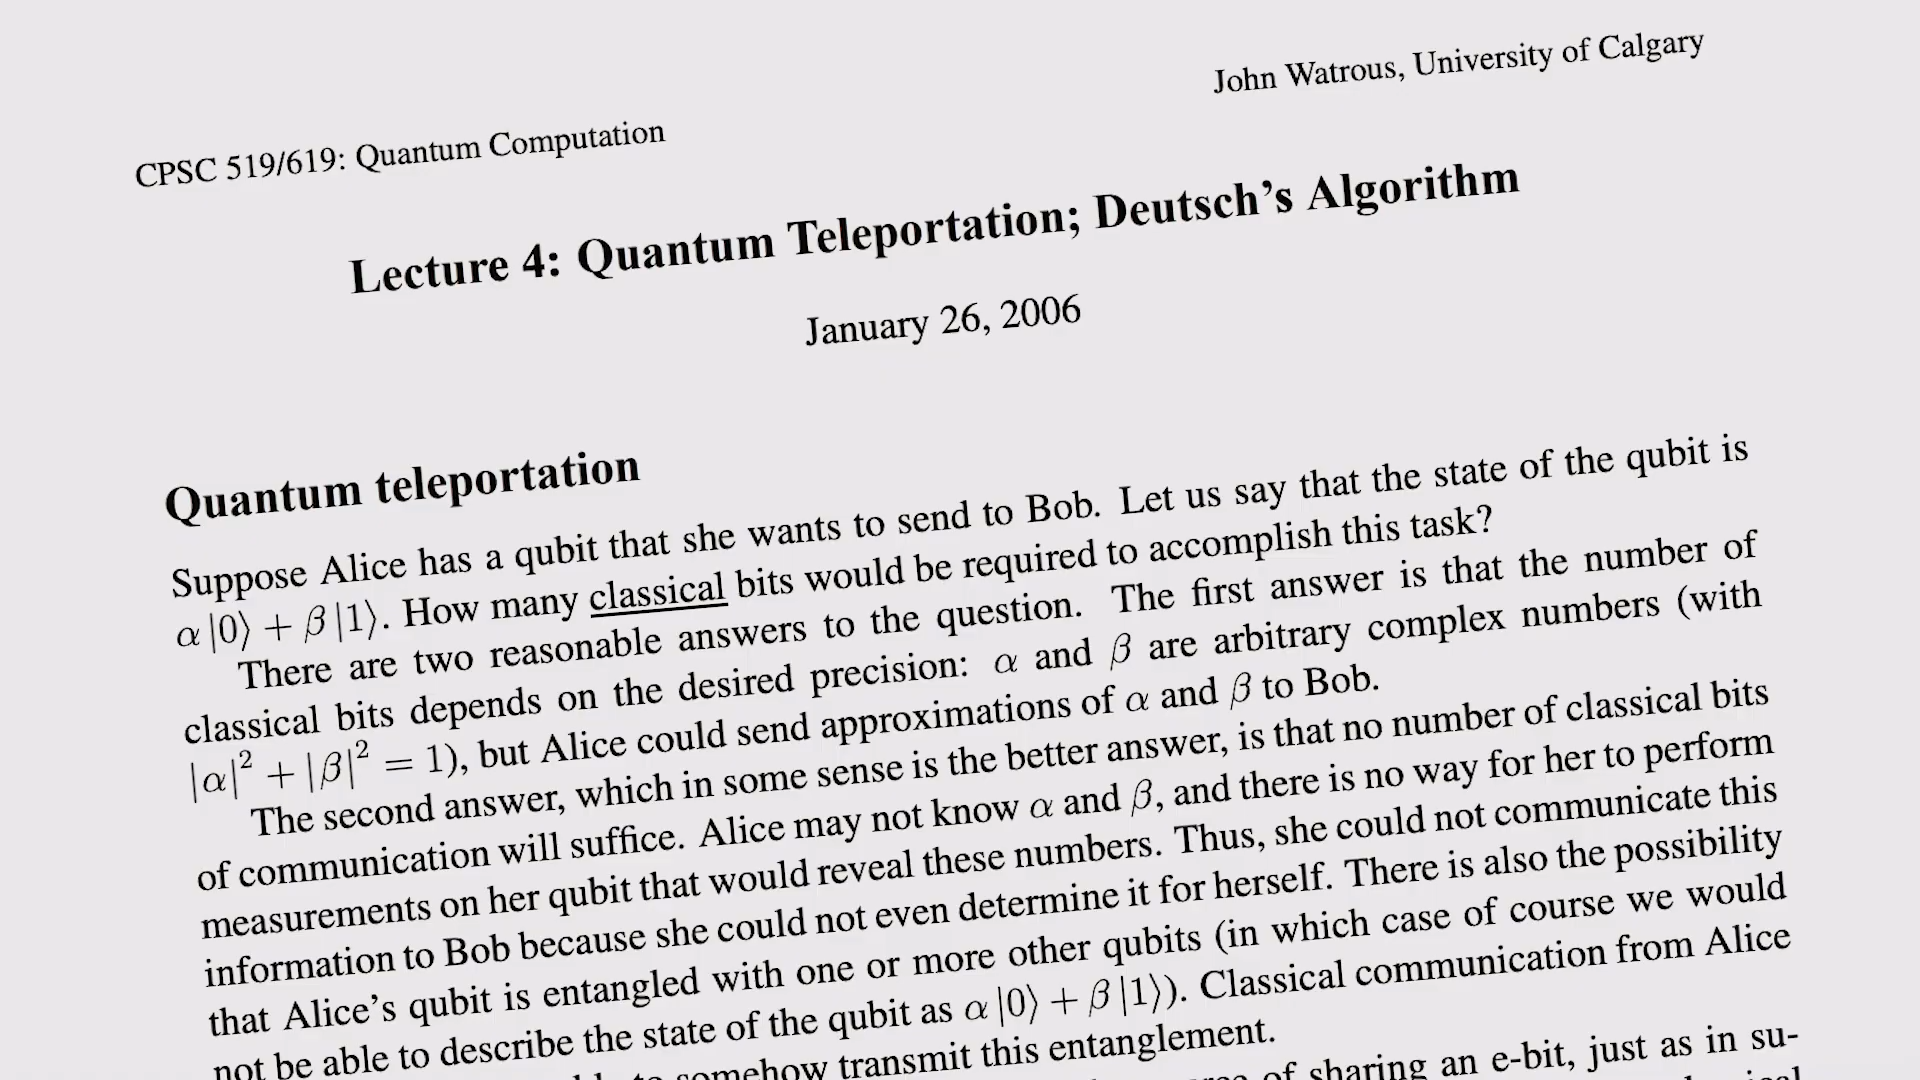 John Watrous, University of Calgary
CPSC 519/619: Quantum Computation
Lecture 4: Quantum Teleportation; Deutsch’s Algorithm
January 26, 2006
Quantum teleportation
Suppose Alice has a qubit that she wants to send to Bob. Let us say that the state of the qubit is
α |0⟩ + β |1⟩. How many classical bits would be required to accomplish this task?
There are two reasonable answers to the question. The first answer is that the number of
classical bits depends on the desired precision: α and β are arbitrary complex numbers (with
|α|² + |β|² = 1), but Alice could send approximations of α and β to Bob.
The second answer, which in some sense is the better answer, is that no number of classical bits
of communication will suffice. Alice may not know α and β, and there is no way for her to perform
measurements on her qubit that would reveal these numbers. Thus, she could not communicate this
information to Bob because she could not even determine it for herself. There is also the possibility
that Alice’s qubit is entangled with one or more other qubits (in which case of course we would
not be able to describe the state of the qubit as α |0⟩ + β |1⟩). Classical communication from Alice
somehow transmit this entanglement.
of sharing an e-bit, just as in su-